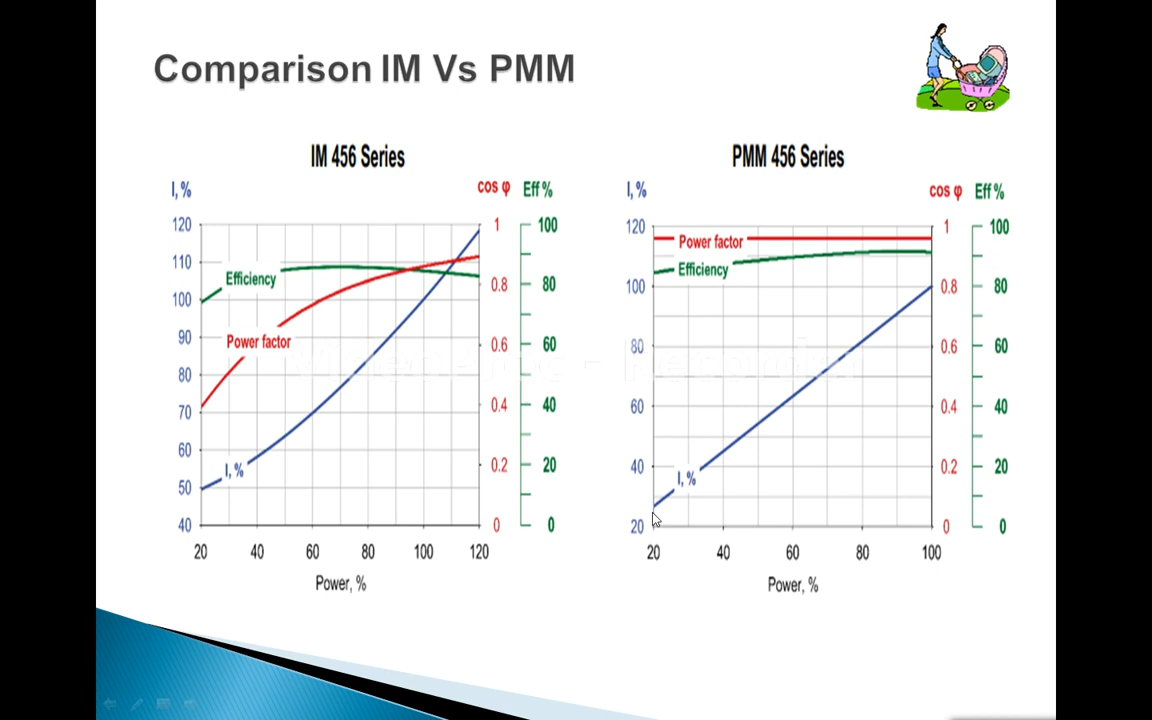 Comparison IM Vs PMM
IM 456 Series
I, %
cos φ
Eff %
120
110
100
90
80
70
60
50
40
1
0.8
0.6
0.4
0.2
0
100
80
60
40
20
0
Efficiency
Power factor
I, %
20 40 60 80 100 120
Power, %
PMM 456 Series
I, %
cos φ
Eff %
120
100
80
60
40
20
1
0.8
0.6
0.4
0.2
0
100
80
60
40
20
0
Power factor
Efficiency
I, %
20 40 60 80 100
Power, %